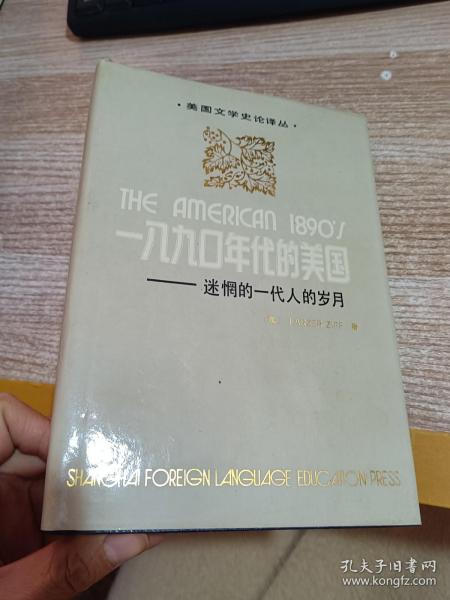 ·美国文学史论译丛·
THE AMERICAN 1890'S
一八九〇年代的美国
——迷惘的一代人的岁月
LARZER ZIFF 著
SHANGHAI FOREIGN LANGUAGE EDUCATION PRESS
孔夫子旧书网
www.kongfz.com